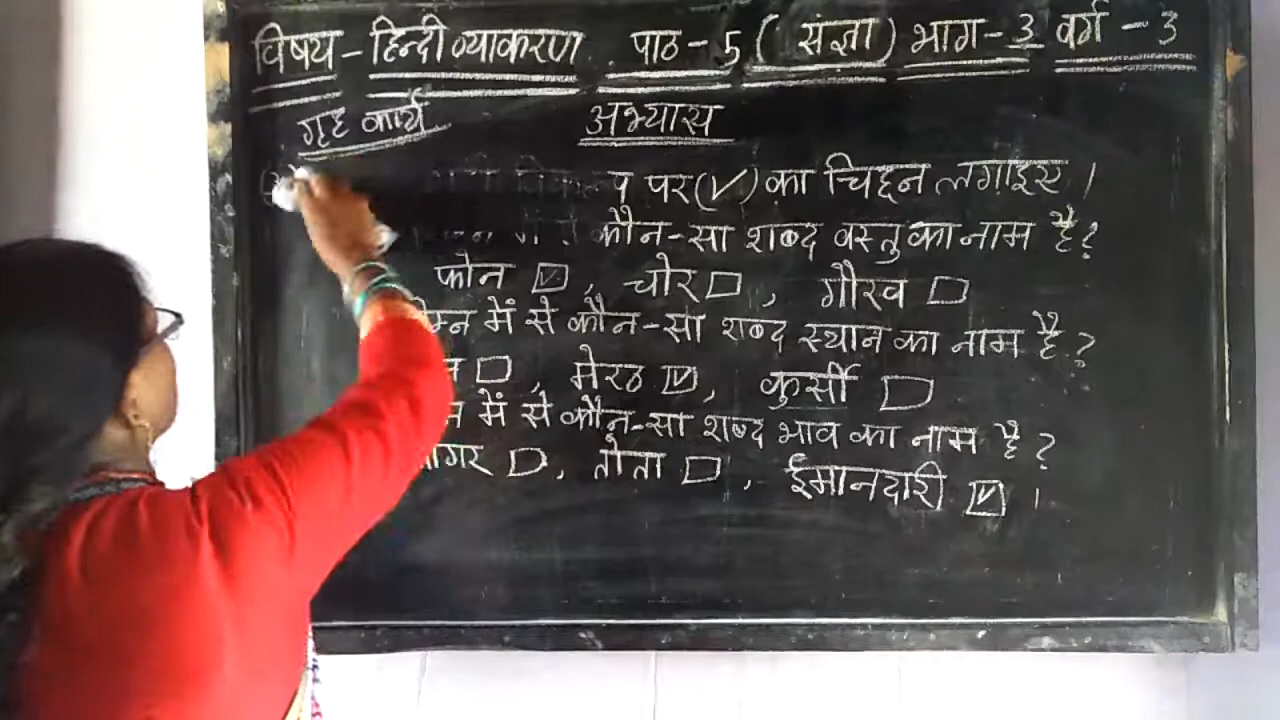 विषय - हिन्दी व्याकरण पाठ - 5 ( संज्ञा ) भाग - 3 वर्ग - 3
गृह कार्य अभ्यास
पर (✓) का चिह्न लगाइए ।
कौन-सा शब्द वस्तु का नाम है ?
फोन ☑ , चोर ☐ , गौरव ☐
में से कौन-सा शब्द स्थान का नाम है ?
☐ , मेरठ ☑ , कुर्सी ☐
में से कौन-सा शब्द भाव का नाम है ?
☐ , तोता ☐ , ईमानदारी ☑ ।